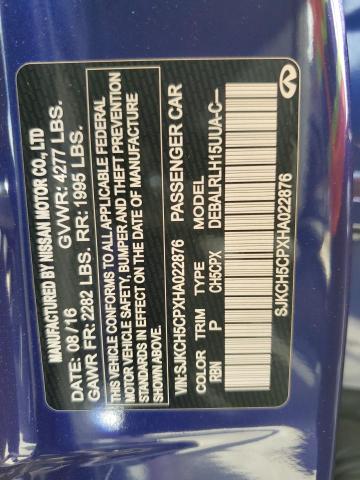 MANUFACTURED BY NISSAN MOTOR CO., LTD
GVWR: 4277 LBS.
DATE: 08/16
GAWR FR: 2282 LBS. RR: 1995 LBS.
THIS VEHICLE CONFORMS TO ALL APPLICABLE FEDERAL
MOTOR VEHICLE SAFETY, BUMPER AND THEFT PREVENTION
STANDARDS IN EFFECT ON THE DATE OF MANUFACTURE
SHOWN ABOVE.
VIN:SJKCH5CPXHA022876 PASSENGER CAR
COLOR TRIM TYPE MODEL
RBN P CH5CPX DEBALRLH15UUA-C—
SJKCH5CPXHA022876